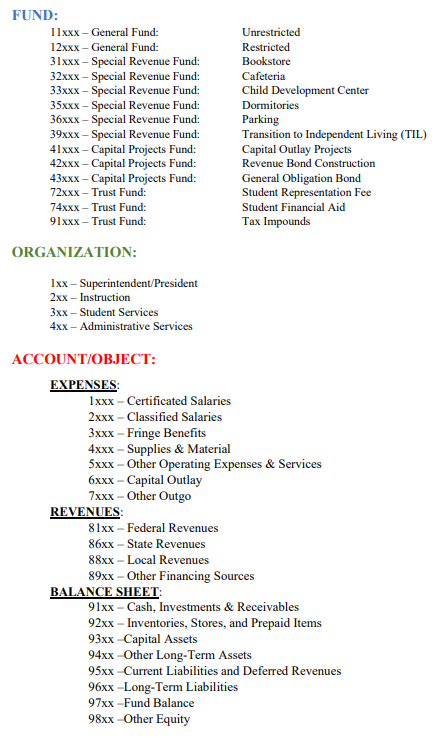 FUND:
11xxx – General Fund: Unrestricted
12xxx – General Fund: Restricted
31xxx – Special Revenue Fund: Bookstore
32xxx – Special Revenue Fund: Cafeteria
33xxx – Special Revenue Fund: Child Development Center
35xxx – Special Revenue Fund: Dormitories
36xxx – Special Revenue Fund: Parking
39xxx – Special Revenue Fund: Transition to Independent Living (TIL)
41xxx – Capital Projects Fund: Capital Outlay Projects
42xxx – Capital Projects Fund: Revenue Bond Construction
43xxx – Capital Projects Fund: General Obligation Bond
72xxx – Trust Fund: Student Representation Fee
74xxx – Trust Fund: Student Financial Aid
91xxx – Trust Fund: Tax Impounds
ORGANIZATION:
1xx – Superintendent/President
2xx – Instruction
3xx – Student Services
4xx – Administrative Services
ACCOUNT/OBJECT:
EXPENSES:
1xxx – Certificated Salaries
2xxx – Classified Salaries
3xxx – Fringe Benefits
4xxx – Supplies & Material
5xxx – Other Operating Expenses & Services
6xxx – Capital Outlay
7xxx – Other Outgo
REVENUES:
81xx – Federal Revenues
86xx – State Revenues
88xx – Local Revenues
89xx – Other Financing Sources
BALANCE SHEET:
91xx – Cash, Investments & Receivables
92xx – Inventories, Stores, and Prepaid Items
93xx –Capital Assets
94xx –Other Long-Term Assets
95xx –Current Liabilities and Deferred Revenues
96xx –Long-Term Liabilities
97xx –Fund Balance
98xx –Other Equity